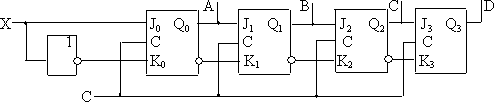 A B C D
X J₀ Q₀ J₁ Q₁ J₂ Q₂ J₃ Q₃
1 C C C C
K₀ K₁ K₂ K₃
C